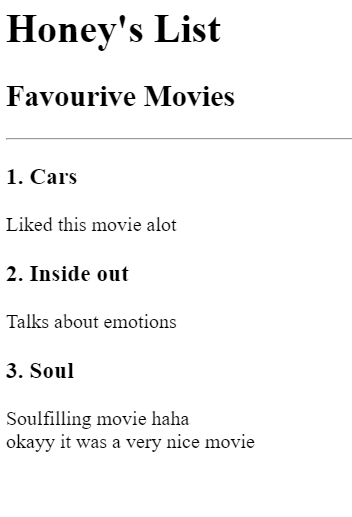 Honey's List
Favourive Movies
1. Cars
Liked this movie alot
2. Inside out
Talks about emotions
3. Soul
Soulfilling movie haha
okayy it was a very nice movie